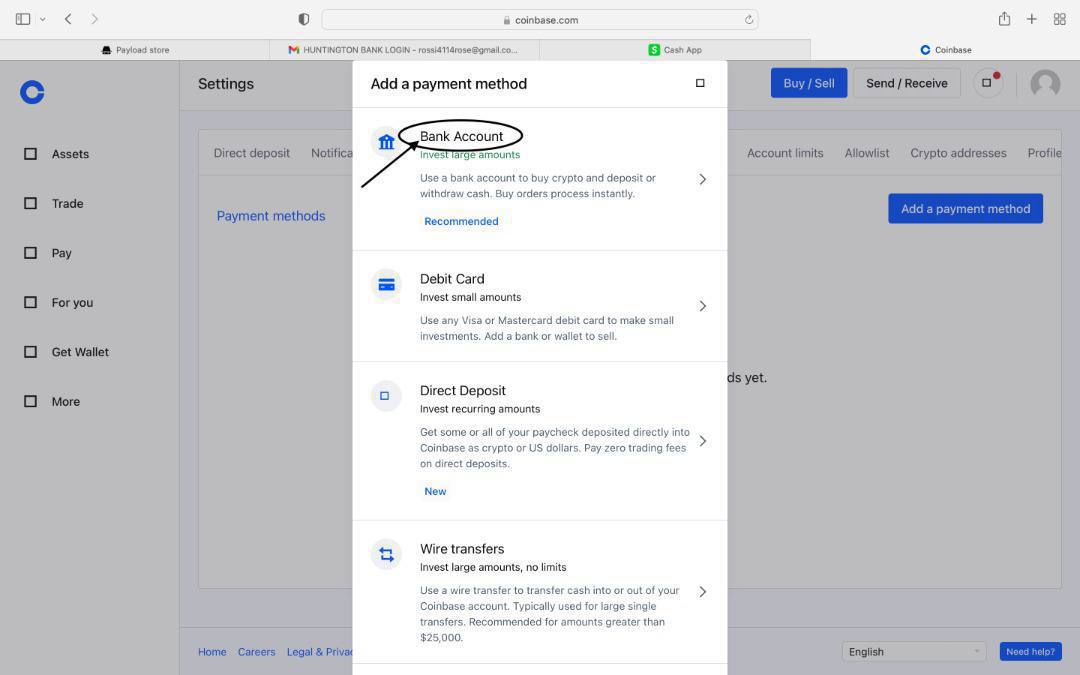 coinbase.com
Payload store
HUNTINGTON BANK LOGIN - rossi4114rose@gmail.co...
Cash App
Coinbase
Settings
Add a payment method
Buy / Sell
Send / Receive
Assets
Trade
Pay
For you
Get Wallet
More
Direct deposit
Notifica
Account limits
Allowlist
Crypto addresses
Profile
Payment methods
Add a payment method
ds yet.
Bank Account
Invest large amounts
Use a bank account to buy crypto and deposit or
withdraw cash. Buy orders process instantly.
Recommended
Debit Card
Invest small amounts
Use any Visa or Mastercard debit card to make small
investments. Add a bank or wallet to sell.
Direct Deposit
Invest recurring amounts
Get some or all of your paycheck deposited directly into
Coinbase as crypto or US dollars. Pay zero trading fees
on direct deposits.
New
Wire transfers
Invest large amounts, no limits
Use a wire transfer to transfer cash into or out of your
Coinbase account. Typically used for large single
transfers. Recommended for amounts greater than
$25,000.
Home
Careers
Legal & Privac
English
Need help?